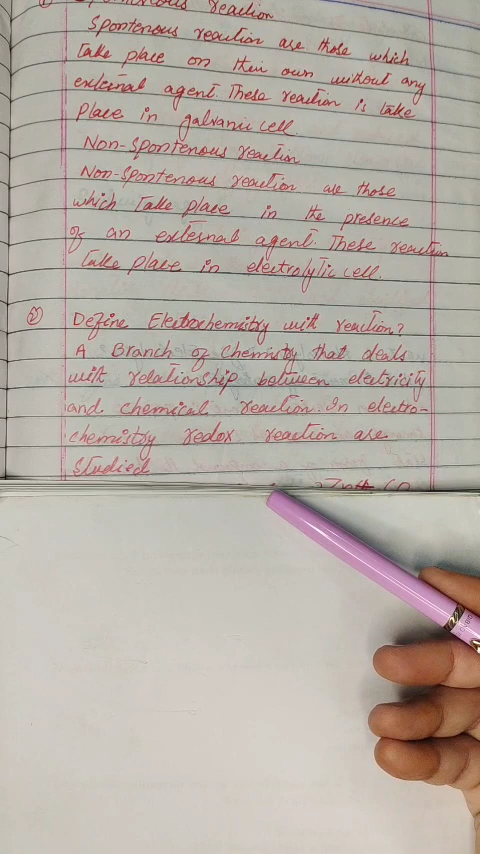 Spontenous reaction
Spontenous reaction are those which
take place on their own without any
external agent. These reaction is take
place in galvanic cell.
Non-spontenous reaction
Non-spontenous reaction are those
which take place in the presence
of an external agent. These reaction
take place in electrolytic cell.
2) Define Electrochemistry with reaction?
A Branch of chemistry that deals
with relationship between electricity
and chemical reaction. In electro-
chemistry redox reaction are
studied